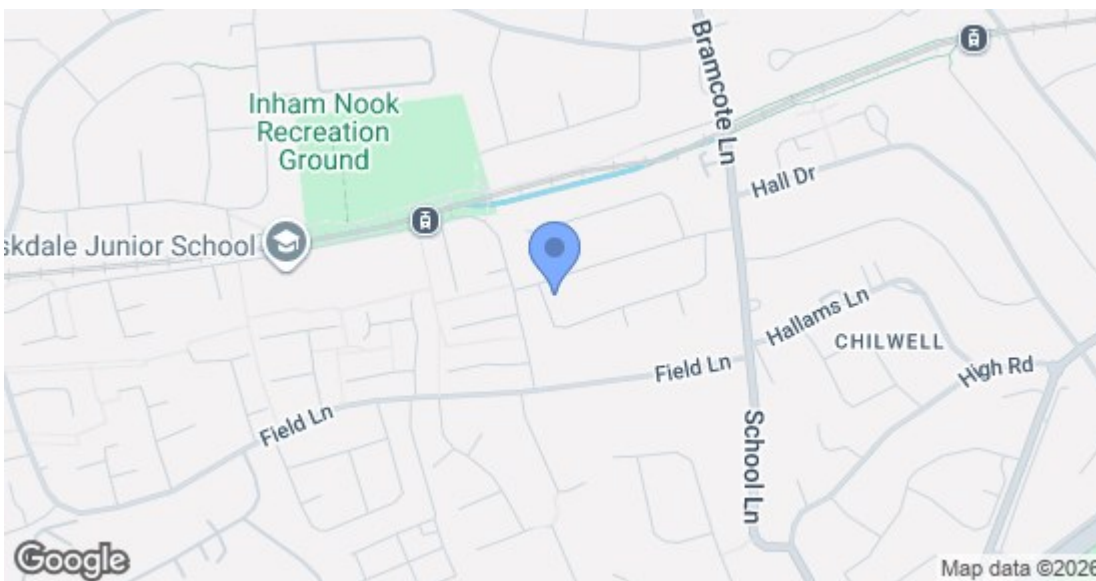 Bramcote Ln
Inham Nook
Recreation
Ground
Hall Dr
skdale Junior School
Hallams Ln
CHILWELL
Field Ln
High Rd
Field Ln
School Ln
Google
Map data ©2026